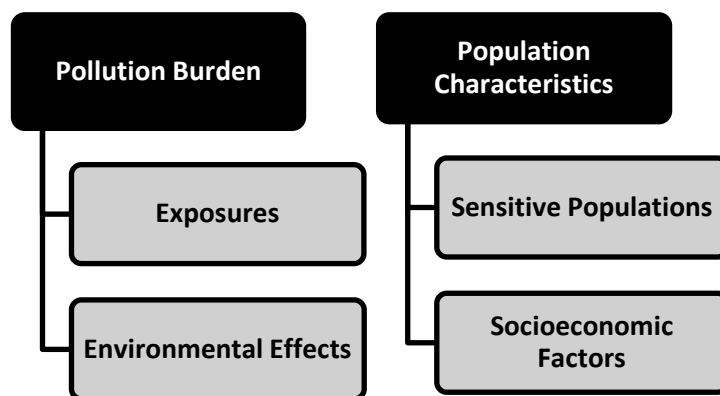 Pollution Burden
Exposures
Environmental Effects
Population
Characteristics
Sensitive Populations
Socioeconomic
Factors